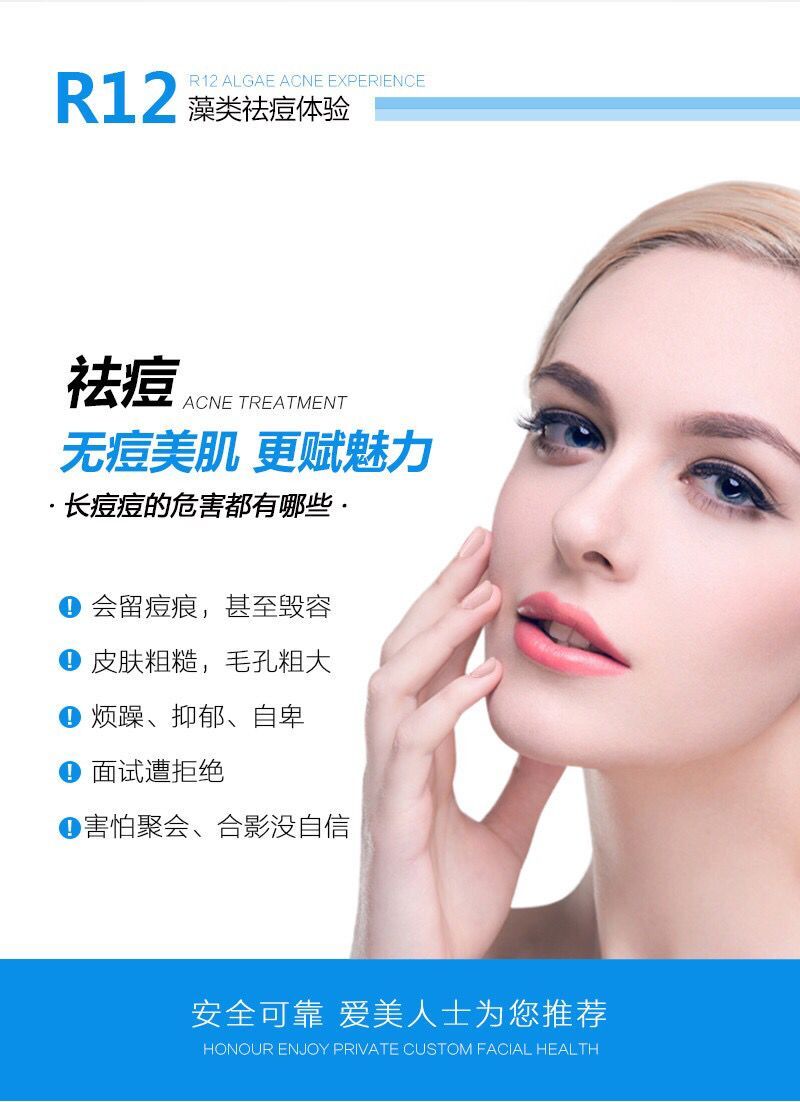 R12
R12 ALGAE ACNE EXPERIENCE
藻类祛痘体验
祛痘 ACNE TREATMENT
无痘美肌 更赋魅力
·长痘痘的危害都有哪些·
会留痘痕，甚至毁容
皮肤粗糙，毛孔粗大
烦躁、抑郁、自卑
面试遭拒绝
害怕聚会、合影没自信
安全可靠 爱美人士为您推荐
HONOUR ENJOY PRIVATE CUSTOM FACIAL HEALTH